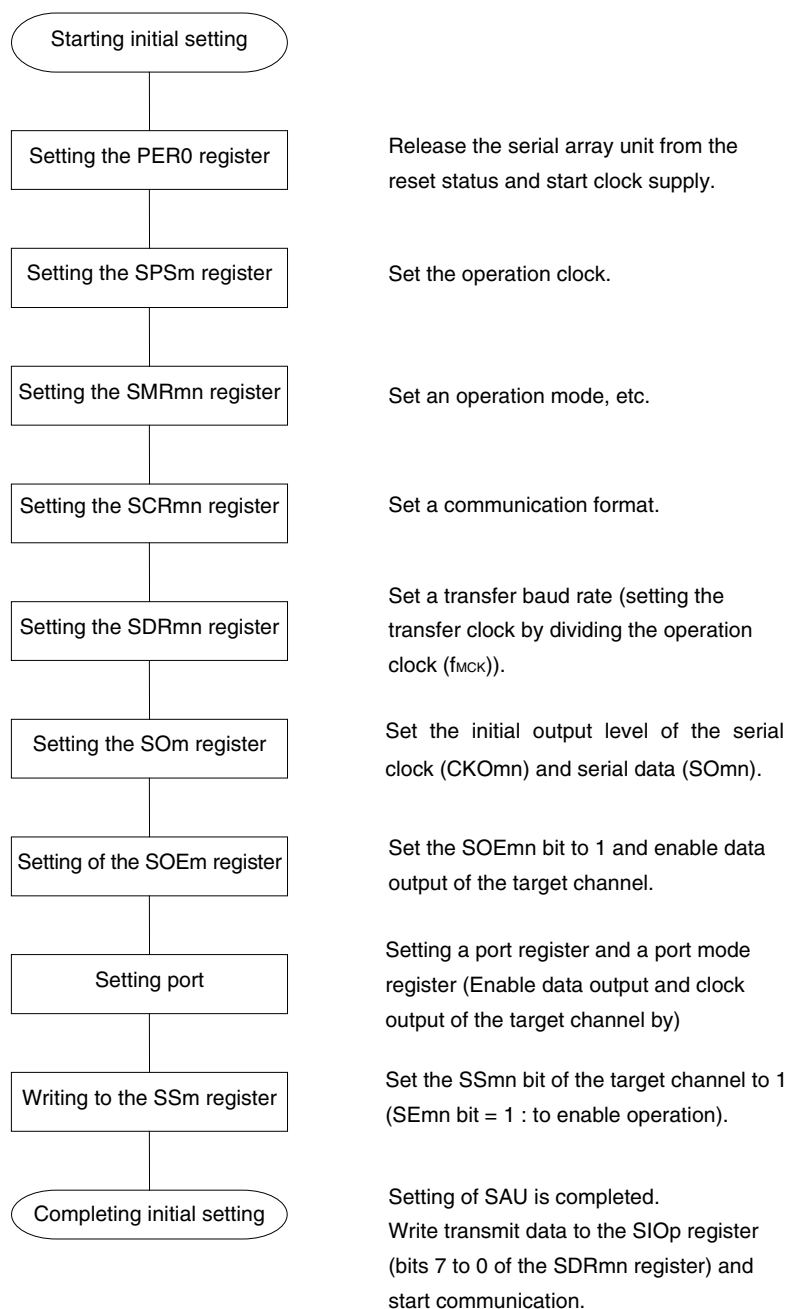 Starting initial setting
Setting the PER0 register
Release the serial array unit from the
reset status and start clock supply.
Setting the SPSm register
Set the operation clock.
Setting the SMRmn register
Set an operation mode, etc.
Setting the SCRmn register
Set a communication format.
Setting the SDRmn register
Set a transfer baud rate (setting the
transfer clock by dividing the operation
clock (fMCK)).
Setting the SOm register
Set the initial output level of the serial
clock (CKOmn) and serial data (SOmn).
Setting of the SOEm register
Set the SOEmn bit to 1 and enable data
output of the target channel.
Setting port
Setting a port register and a port mode
register (Enable data output and clock
output of the target channel by)
Writing to the SSm register
Set the SSmn bit of the target channel to 1
(SEmn bit = 1 : to enable operation).
Completing initial setting
Setting of SAU is completed.
Write transmit data to the SIOp register
(bits 7 to 0 of the SDRmn register) and
start communication.